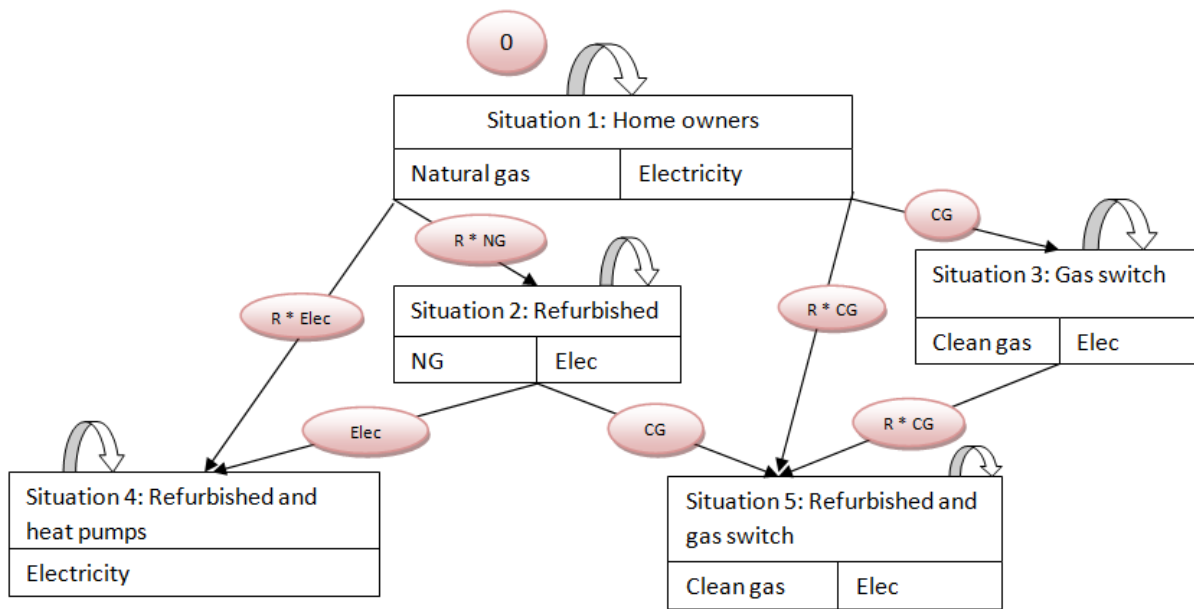 0
Situation 1: Home owners
Natural gas
Electricity
CG
R * NG
Situation 3: Gas switch
Clean gas
Elec
R * Elec
Situation 2: Refurbished
NG
Elec
R * CG
Elec
CG
R * CG
Situation 4: Refurbished and
heat pumps
Electricity
Situation 5: Refurbished and
gas switch
Clean gas
Elec